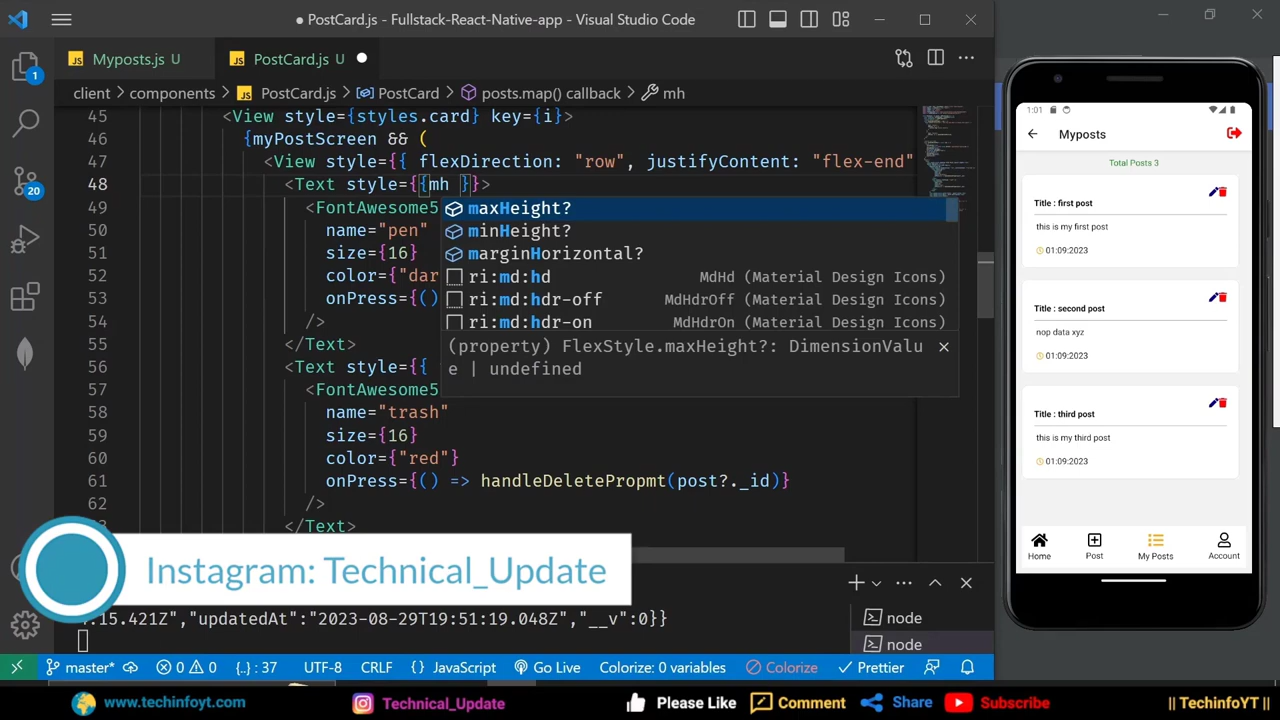 PostCard.js - Fullstack-React-Native-app - Visual Studio Code
Myposts.js U
PostCard.js U
client > components > PostCard.js > PostCard > posts.map() callback > mh
45 <View style={styles.card} key={i}>
46 {myPostScreen && (
47 <View style={{ flexDirection: "row", justifyContent: "flex-end"
48 <Text style={{mh }}>
49 <FontAwesome5
50 name="pen"
51 size={16}
52 color={"dar
53 onPress={()
54 />
55 </Text>
56 <Text style={{
57 <FontAwesome5
58 name="trash"
59 size={16}
60 color={"red"}
61 onPress={() => handleDeletePropmt(post?._id)}
62 />
</Text>
maxHeight?
minHeight?
marginHorizontal?
ri:md:hd MdHd (Material Design Icons)
ri:md:hdr-off MdHdrOff (Material Design Icons)
ri:md:hdr-on MdHdrOn (Material Design Icons)
(property) FlexStyle.maxHeight?: DimensionValu
e | undefined
1
20
Instagram: Technical_Update
15.421Z","updatedAt":"2023-08-29T19:51:19.048Z","__v":0}}
node
node
master* 0 0 {..} : 37 UTF-8 CRLF {} JavaScript Go Live Colorize: 0 variables Colorize Prettier
1:01
Myposts
Total Posts 3
Title : first post
this is my first post
01:09:2023
Title : second post
nop data xyz
01:09:2023
Title : third post
this is my third post
01:09:2023
Home Post My Posts Account
www.techinfoyt.com Technical_Update Please Like Comment Share Subscribe || TechinfoYT ||